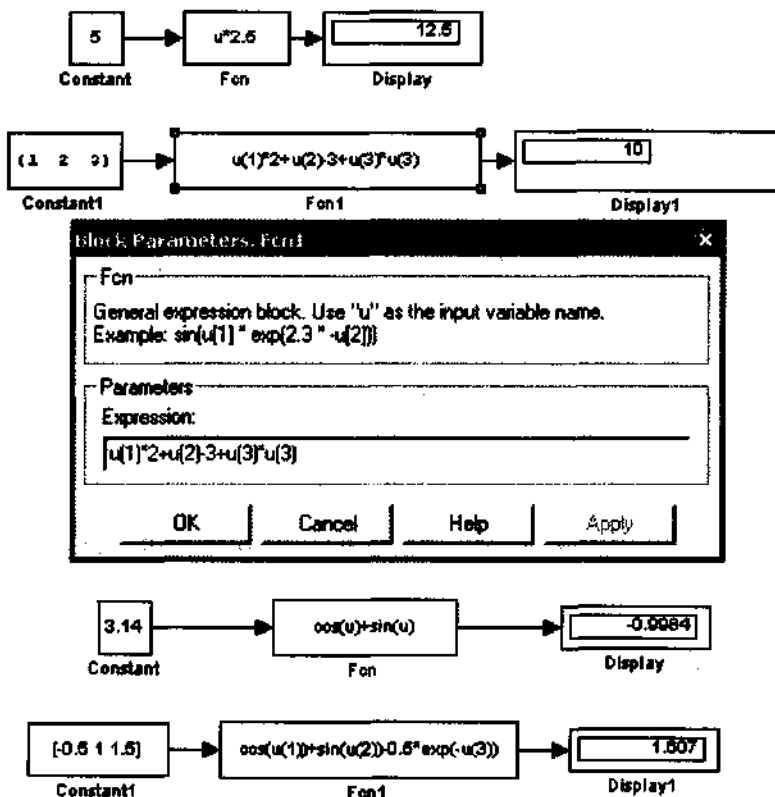 5
u*2.5
12.5
Constant
Fcn
Display
[1 2 3]
u(1)*2+u(2)-3+u(3)*u(3)
10
Constant1
Fcn1
Display1
Block Parameters: Fcn1
Fcn
General expression block. Use "u" as the input variable name.
Example: sin(u[1] * exp(2.3 * -u[2]))
Parameters
Expression:
u(1)*2+u(2)-3+u(3)*u(3)
OK Cancel Help Apply
3.14
cos(u)+sin(u)
-0.9984
Constant
Fcn
Display
[-0.5 1 1.5]
cos(u(1))+sin(u(2))-0.5*exp(-u(3))
1.607
Constant1
Fcn1
Display1